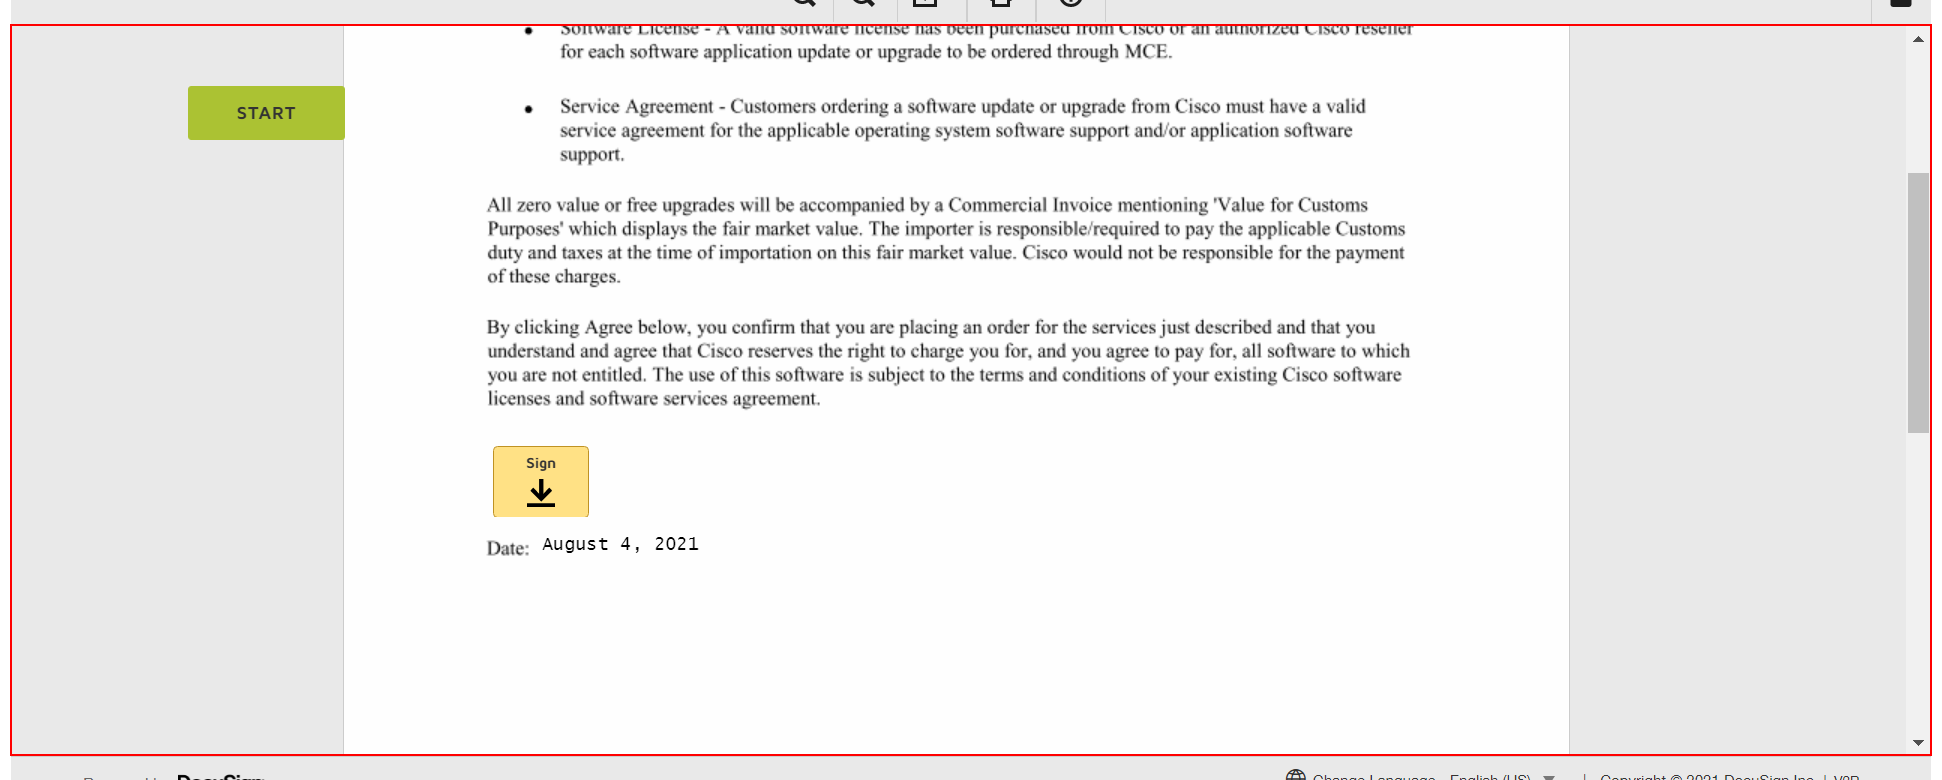 Software License - A valid software license has been purchased from Cisco or an authorized Cisco reseller
for each software application update or upgrade to be ordered through MCE.
START
Service Agreement - Customers ordering a software update or upgrade from Cisco must have a valid
service agreement for the applicable operating system software support and/or application software
support.
All zero value or free upgrades will be accompanied by a Commercial Invoice mentioning 'Value for Customs
Purposes' which displays the fair market value. The importer is responsible/required to pay the applicable Customs
duty and taxes at the time of importation on this fair market value. Cisco would not be responsible for the payment
of these charges.
By clicking Agree below, you confirm that you are placing an order for the services just described and that you
understand and agree that Cisco reserves the right to charge you for, and you agree to pay for, all software to which
you are not entitled. The use of this software is subject to the terms and conditions of your existing Cisco software
licenses and software services agreement.
Sign
Date: August 4, 2021
DocuSign
Change Language - English (US) | Copyright © 2021 DocuSign Inc. | V2R